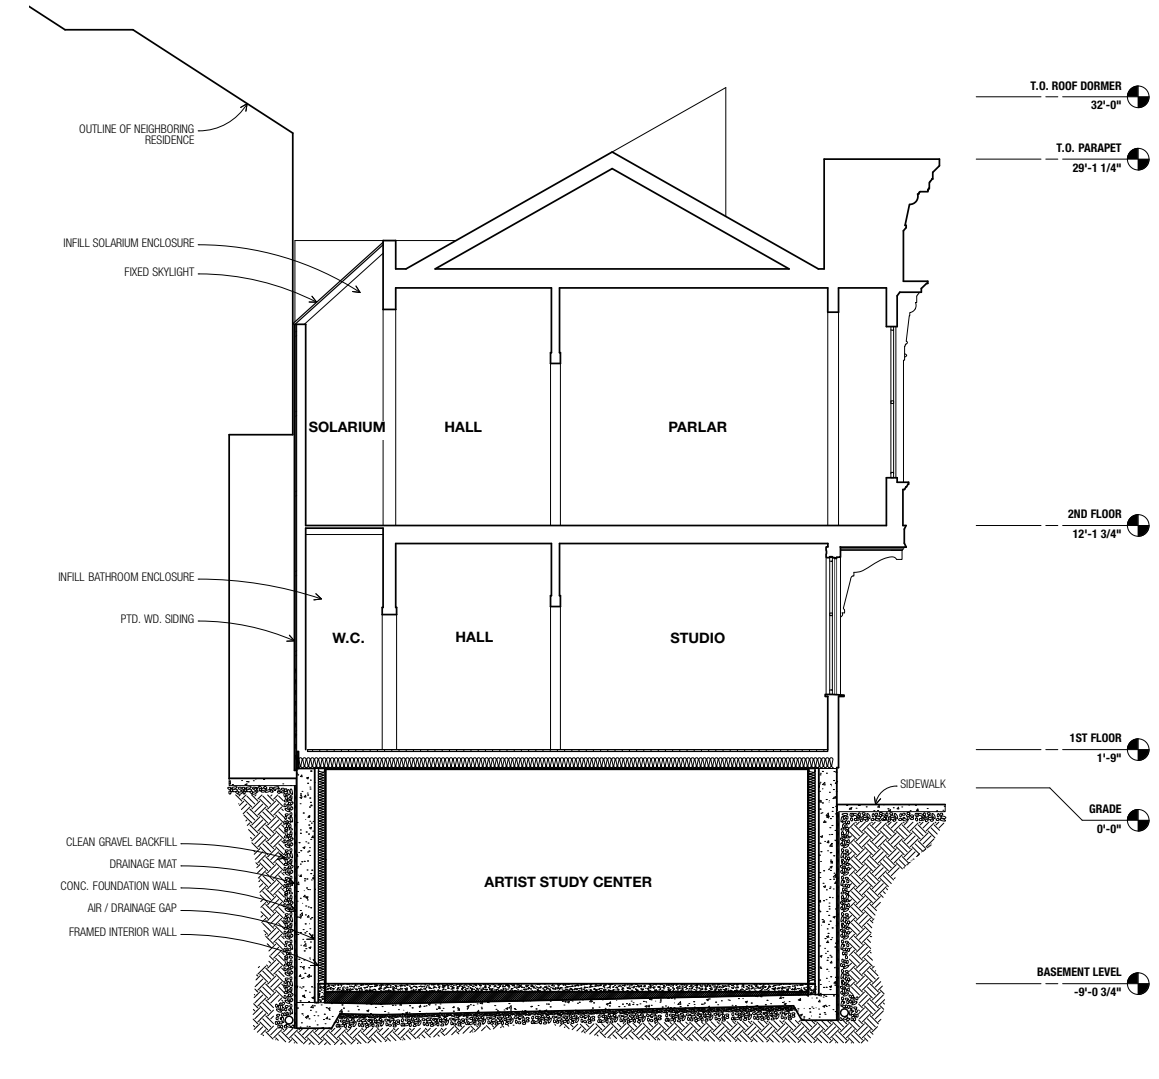 T.O. ROOF DORMER
32'-0"
OUTLINE OF NEIGHBORING
RESIDENCE
T.O. PARAPET
29'-1 1/4"
INFILL SOLARIUM ENCLOSURE
FIXED SKYLIGHT
SOLARIUM
HALL
PARLAR
2ND FLOOR
12'-1 3/4"
INFILL BATHROOM ENCLOSURE
PTD. WD. SIDING
W.C.
HALL
STUDIO
1ST FLOOR
1'-9"
SIDEWALK
GRADE
0'-0"
CLEAN GRAVEL BACKFILL
DRAINAGE MAT
CONC. FOUNDATION WALL
AIR / DRAINAGE GAP
FRAMED INTERIOR WALL
ARTIST STUDY CENTER
BASEMENT LEVEL
-9'-0 3/4"